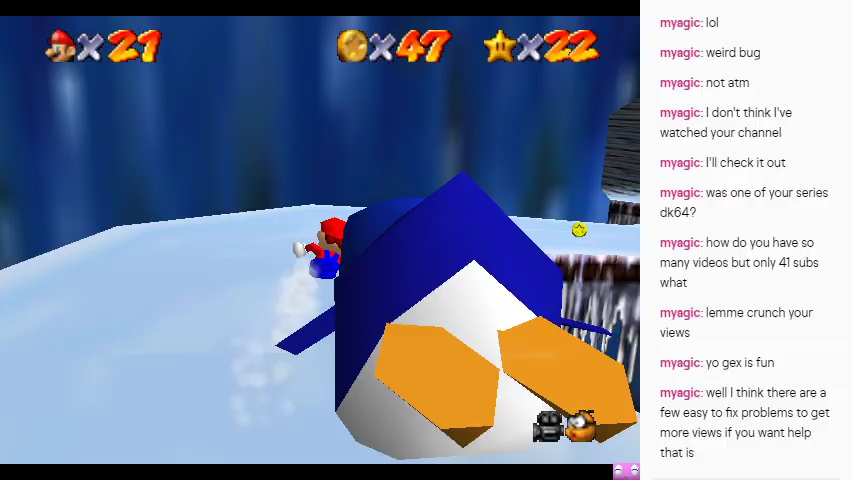 ×21 ×47 ×22
myagic: lol
myagic: weird bug
myagic: not atm
myagic: I don't think I've
watched your channel
myagic: I'll check it out
myagic: was one of your series
dk64?
myagic: how do you have so
many videos but only 41 subs
what
myagic: lemme crunch your
views
myagic: yo gex is fun
myagic: well I think there are a
few easy to fix problems to get
more views if you want help
that is